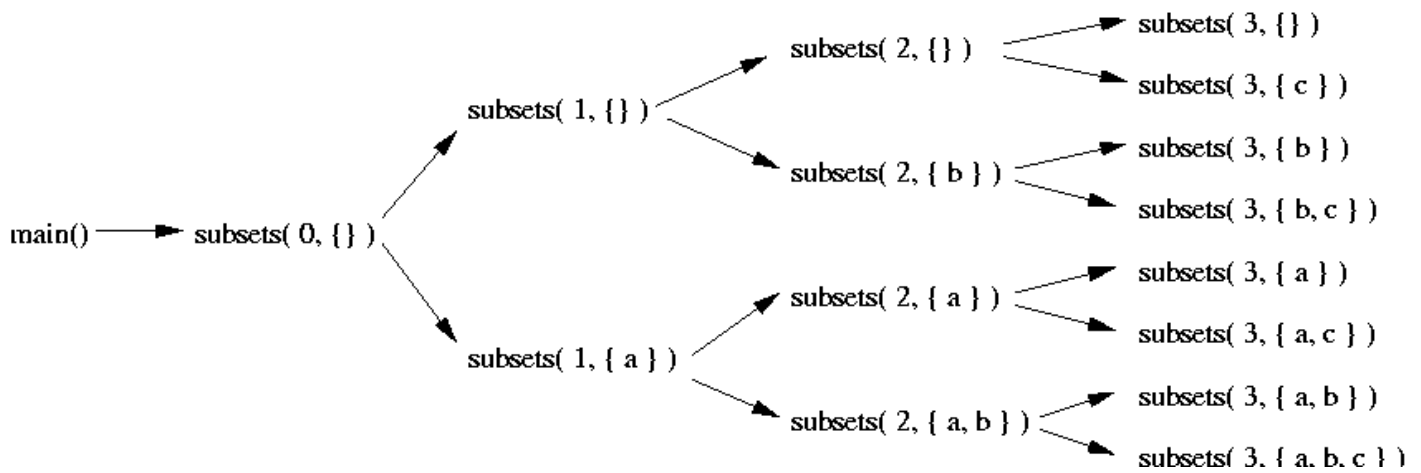 main()
subsets( 0, {} )
subsets( 1, {} )
subsets( 1, { a } )
subsets( 2, {} )
subsets( 2, { b } )
subsets( 2, { a } )
subsets( 2, { a, b } )
subsets( 3, {} )
subsets( 3, { c } )
subsets( 3, { b } )
subsets( 3, { b, c } )
subsets( 3, { a } )
subsets( 3, { a, c } )
subsets( 3, { a, b } )
subsets( 3, { a, b, c } )